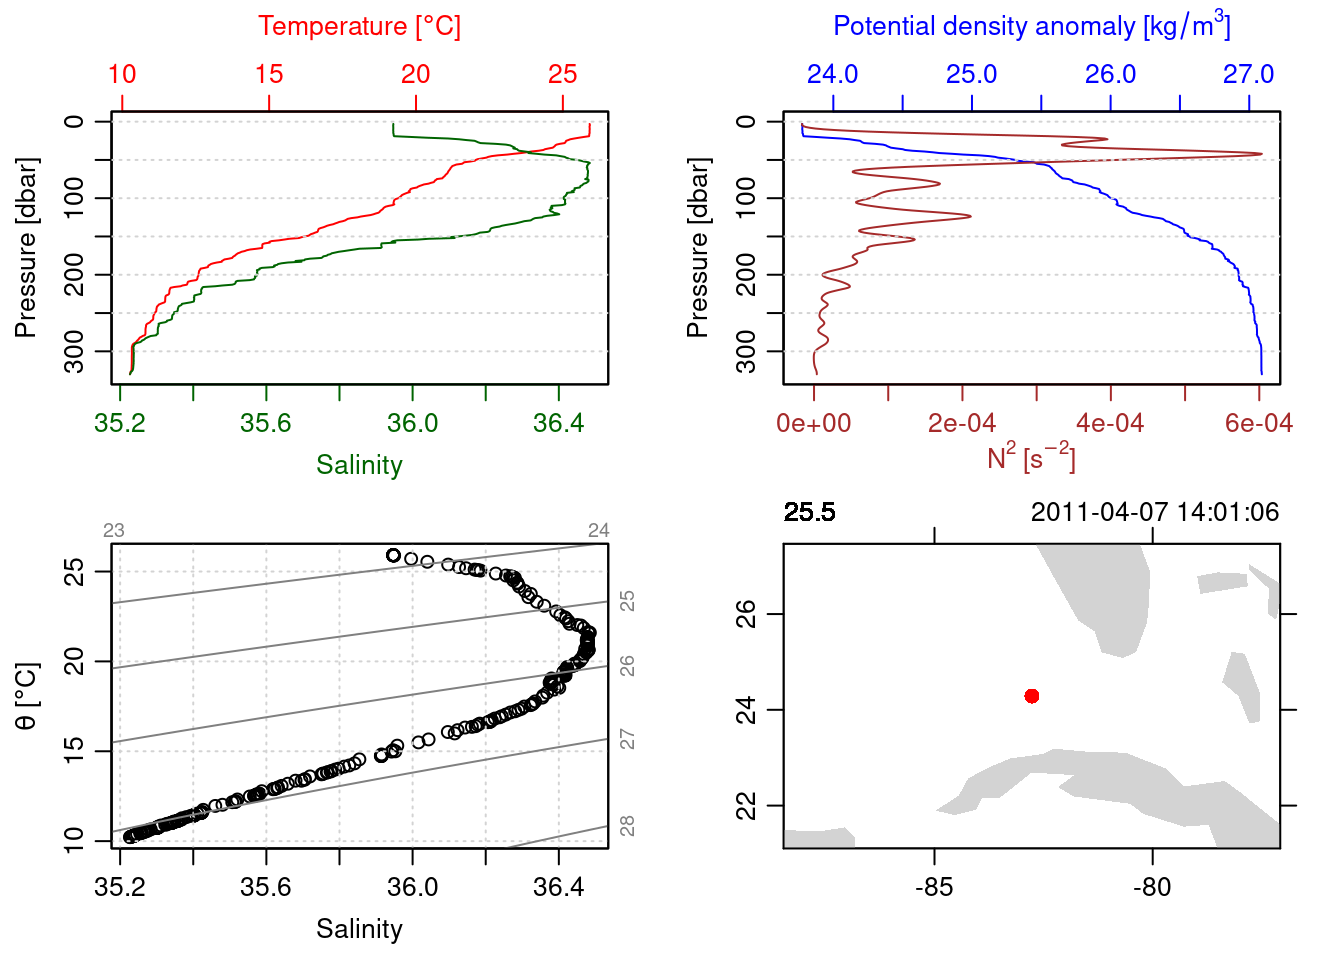 Temperature [°C]
10 15 20 25
0
100
200
300
Pressure [dbar]
35.2 35.6 36.0 36.4
Salinity
Potential density anomaly [kg/m³]
24.0 25.0 26.0 27.0
0
100
200
300
Pressure [dbar]
0e+00 2e-04 4e-04 6e-04
N² [s⁻²]
23 24
25
26
27
28
25
20
15
10
θ [°C]
35.2 35.6 36.0 36.4
Salinity
25.5 2011-04-07 14:01:06
26
24
22
-85 -80